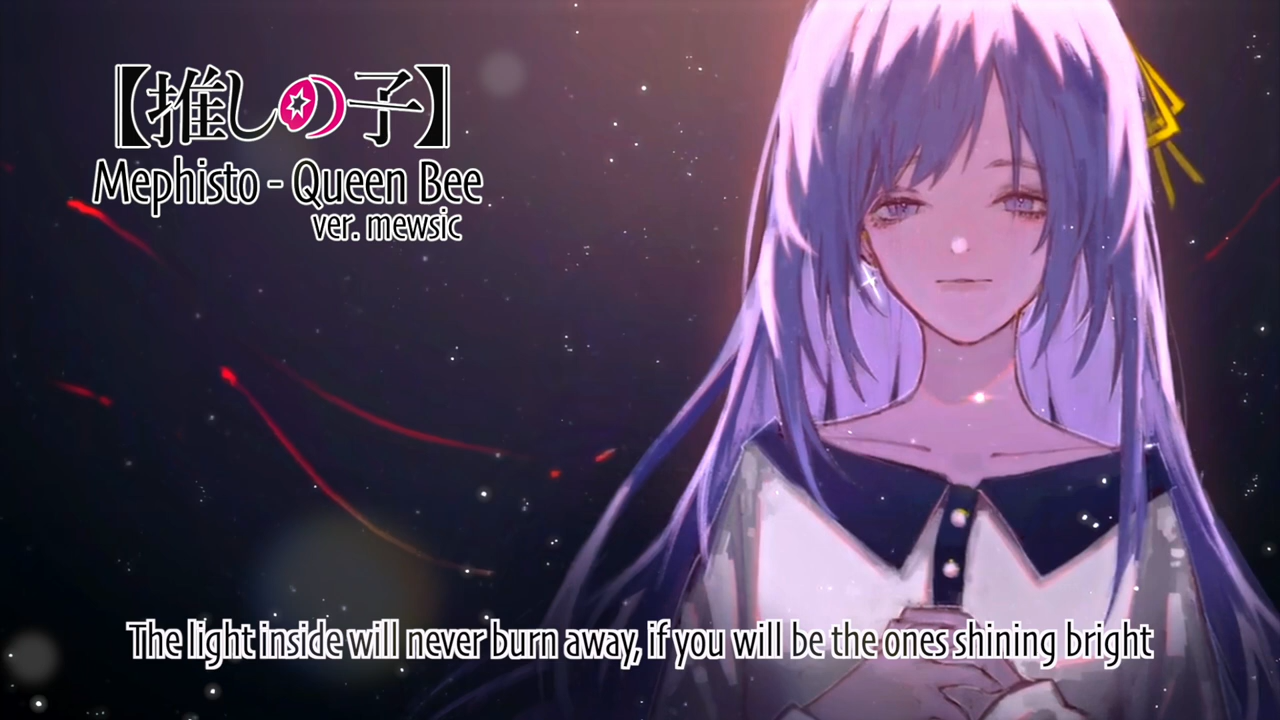 【推しの子】
Mephisto - Queen Bee
ver. mewsic
The light inside will never burn away, if you will be the ones shining bright